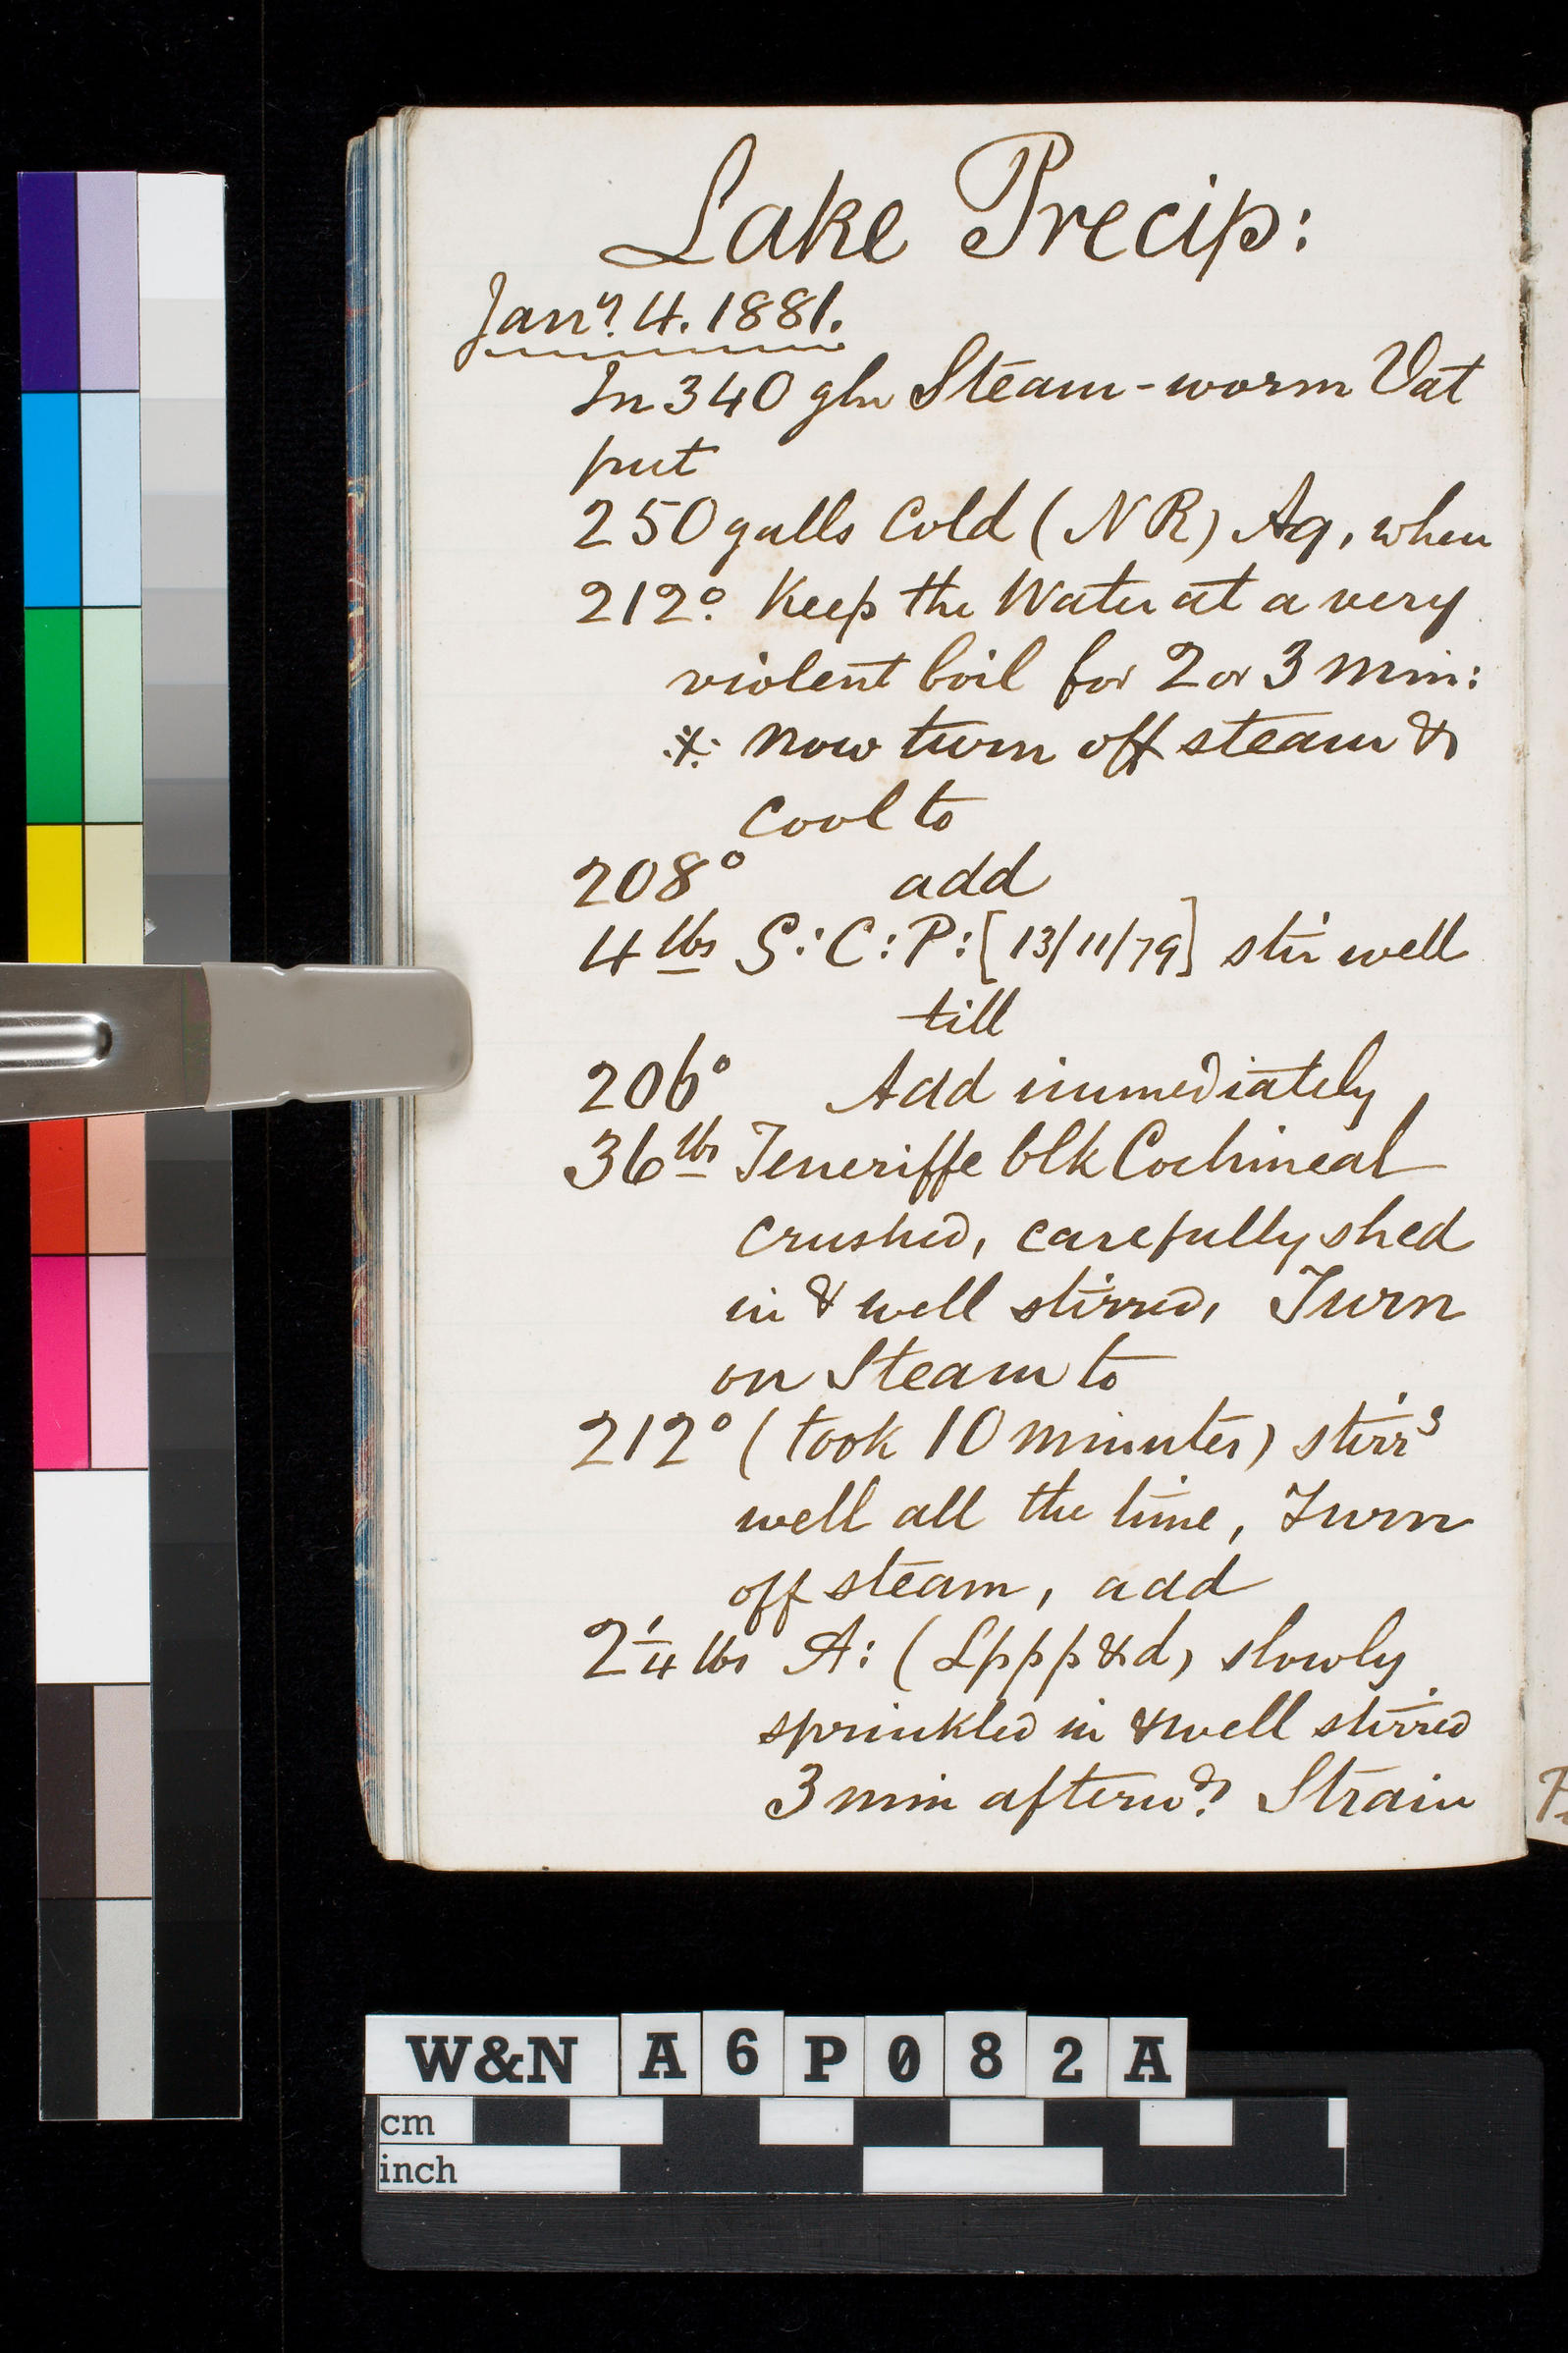 Lake Precip:
Jany. 4. 1881.
In 340 gln Steam-worm Vat
put
250 galls Cold (NR) Aq, when
212°. Keep the Water at a very
violent boil for 2 or 3 min:
※ now turn off steam &
cool to
208° add
4 lbs S:C:P:[13/11/79] stir well
till
206° Add immediately
36 lbs Teneriffe blk Cochineal
crushed, carefully shed
in & well stirred, Turn
on Steam to
212° (took 10 minutes) stirrg
well all the time, Turn
off steam, add
2 1/4 lbs A: (Lppp&d) slowly
sprinkled in & well stirred
3 min afterwds. Strain
W&N A6P082A
cm
inch